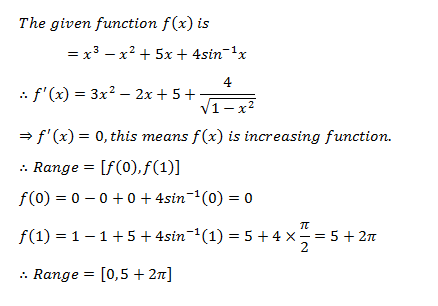 The given function f(x) is
= x³ − x² + 5x + 4sin⁻¹x
∴ f′(x) = 3x² − 2x + 5 + 4/√(1 − x²)
⇒ f′(x) = 0, this means f(x) is increasing function.
∴ Range = [f(0), f(1)]
f(0) = 0 − 0 + 0 + 4sin⁻¹(0) = 0
f(1) = 1 − 1 + 5 + 4sin⁻¹(1) = 5 + 4 × π/2 = 5 + 2π
∴ Range = [0,5 + 2π]